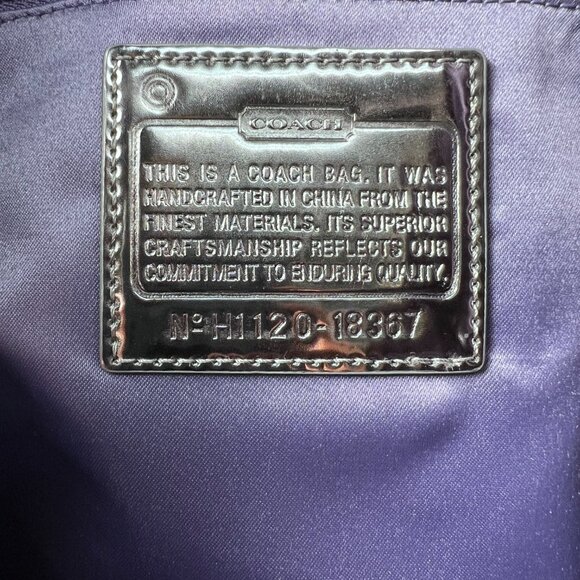 COACH
THIS IS A COACH BAG. IT WAS
HANDCRAFTED IN CHINA FROM THE
FINEST MATERIALS. ITS SUPERIOR
CRAFTSMANSHIP REFLECTS OUR
COMMITMENT TO ENDURING QUALITY.
Nº H1120-18367